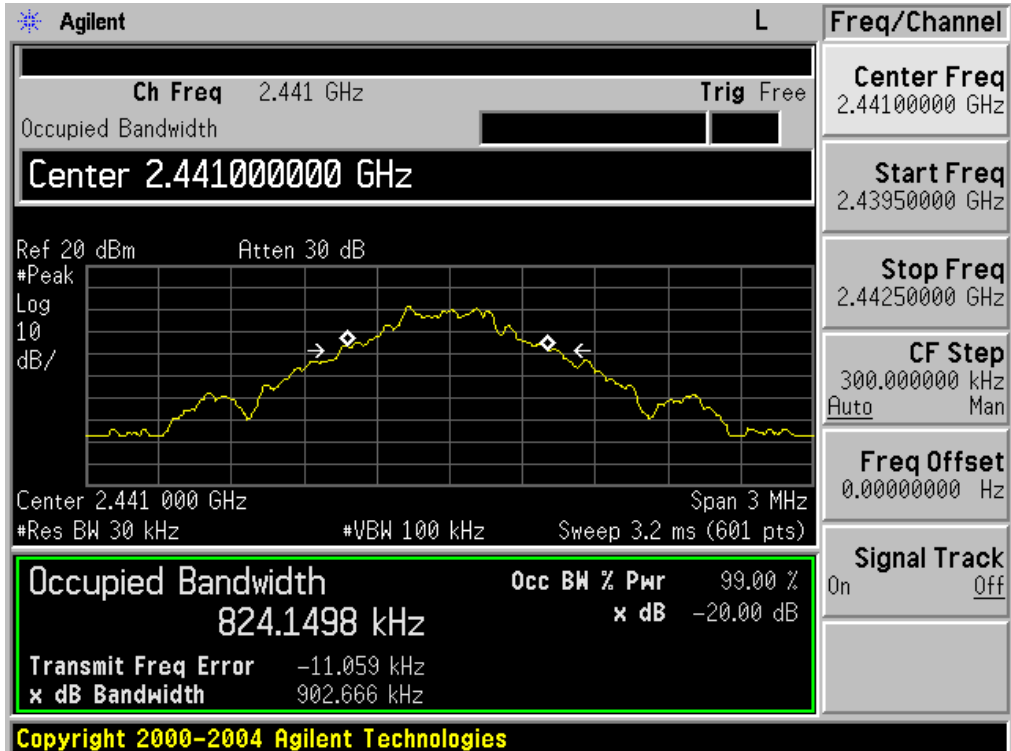 Agilent L Freq/Channel
Ch Freq 2.441 GHz Trig Free
Occupied Bandwidth
Center 2.441000000 GHz
Ref 20 dBm Atten 30 dB
#Peak
Log
10
dB/
Center 2.441 000 GHz Span 3 MHz
#Res BW 30 kHz #VBW 100 kHz Sweep 3.2 ms (601 pts)
Occupied Bandwidth Occ BW % Pwr 99.00 %
824.1498 kHz x dB -20.00 dB
Transmit Freq Error -11.059 kHz
x dB Bandwidth 902.666 kHz
Copyright 2000-2004 Agilent Technologies
Center Freq
2.44100000 GHz
Start Freq
2.43950000 GHz
Stop Freq
2.44250000 GHz
CF Step
300.000000 kHz
Auto Man
Freq Offset
0.00000000 Hz
Signal Track
On Off